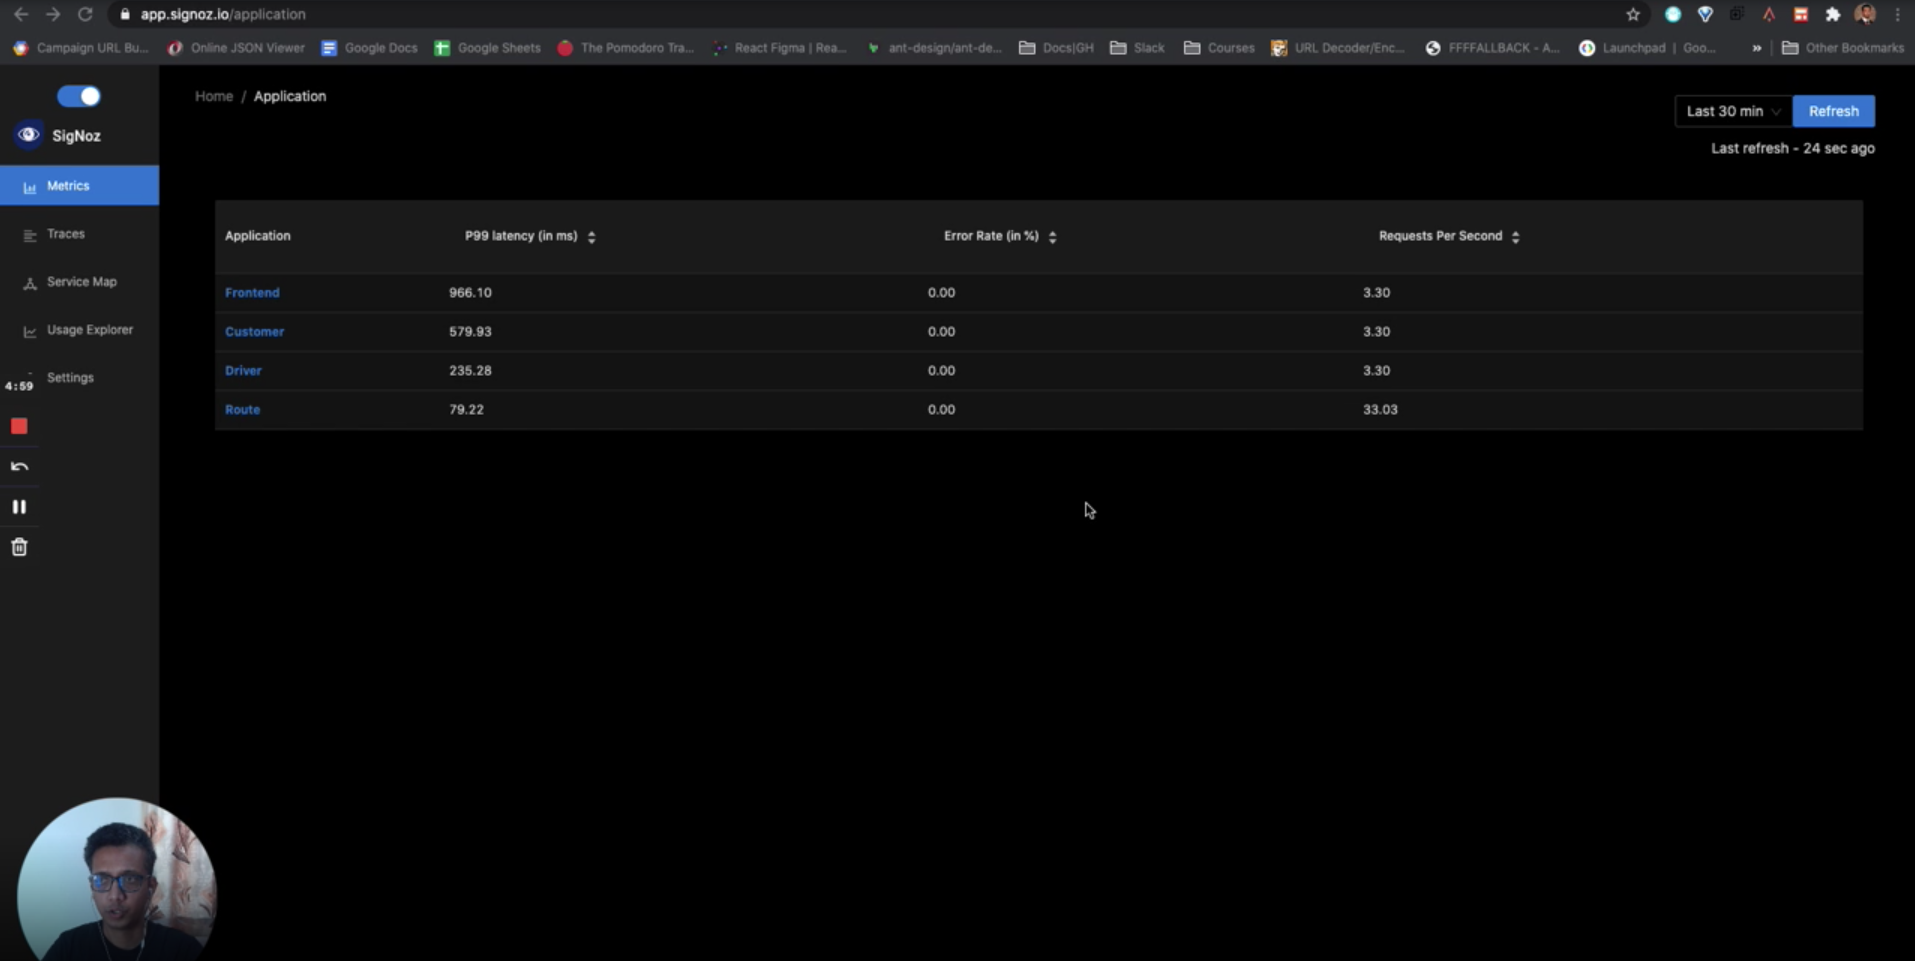 app.signoz.io/application
Campaign URL Bu... Online JSON Viewer Google Docs Google Sheets The Pomodoro Tra... React Figma | Rea... ant-design/ant-de... Docs|GH Slack Courses URL Decoder/Enc... FFFFALLBACK - A... Launchpad | Goo... » Other Bookmarks
Home / Application
Last 30 min Refresh
SigNoz
Last refresh - 24 sec ago
Metrics
Traces
Service Map
Usage Explorer
Settings
4:59
Application P99 latency (in ms) Error Rate (in %) Requests Per Second
Frontend 966.10 0.00 3.30
Customer 579.93 0.00 3.30
Driver 235.28 0.00 3.30
Route 79.22 0.00 33.03